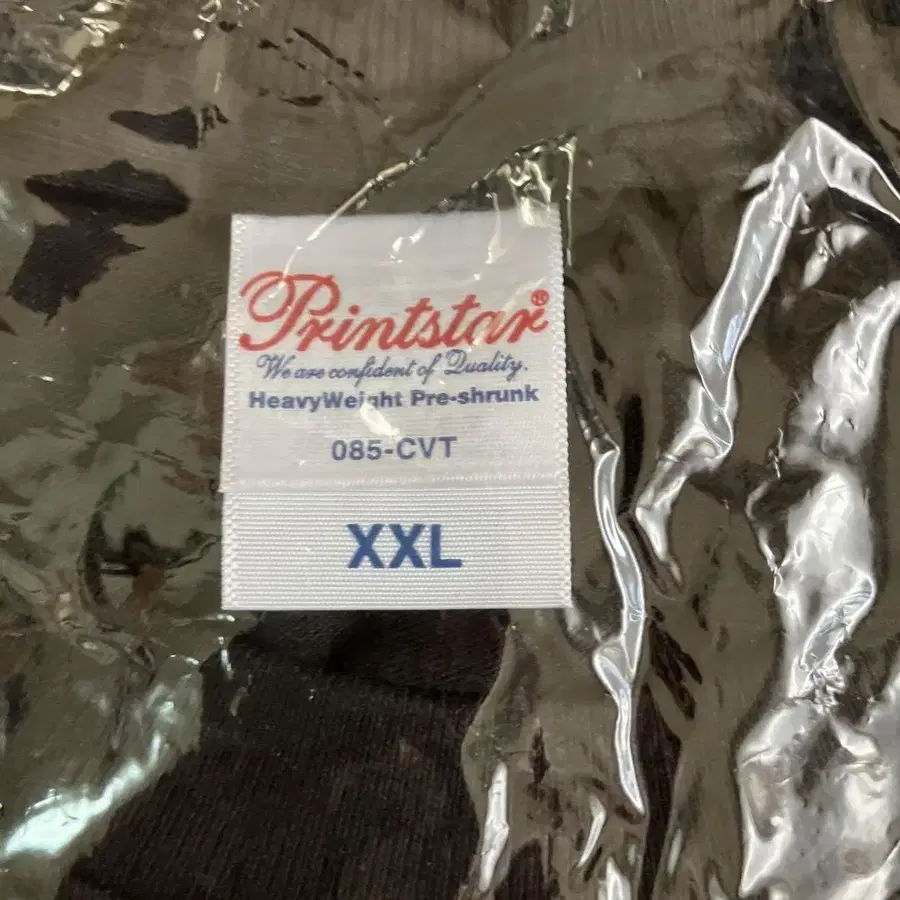 Printstar®
We are confident of Quality.
HeavyWeight Pre-shrunk
085-CVT
XXL